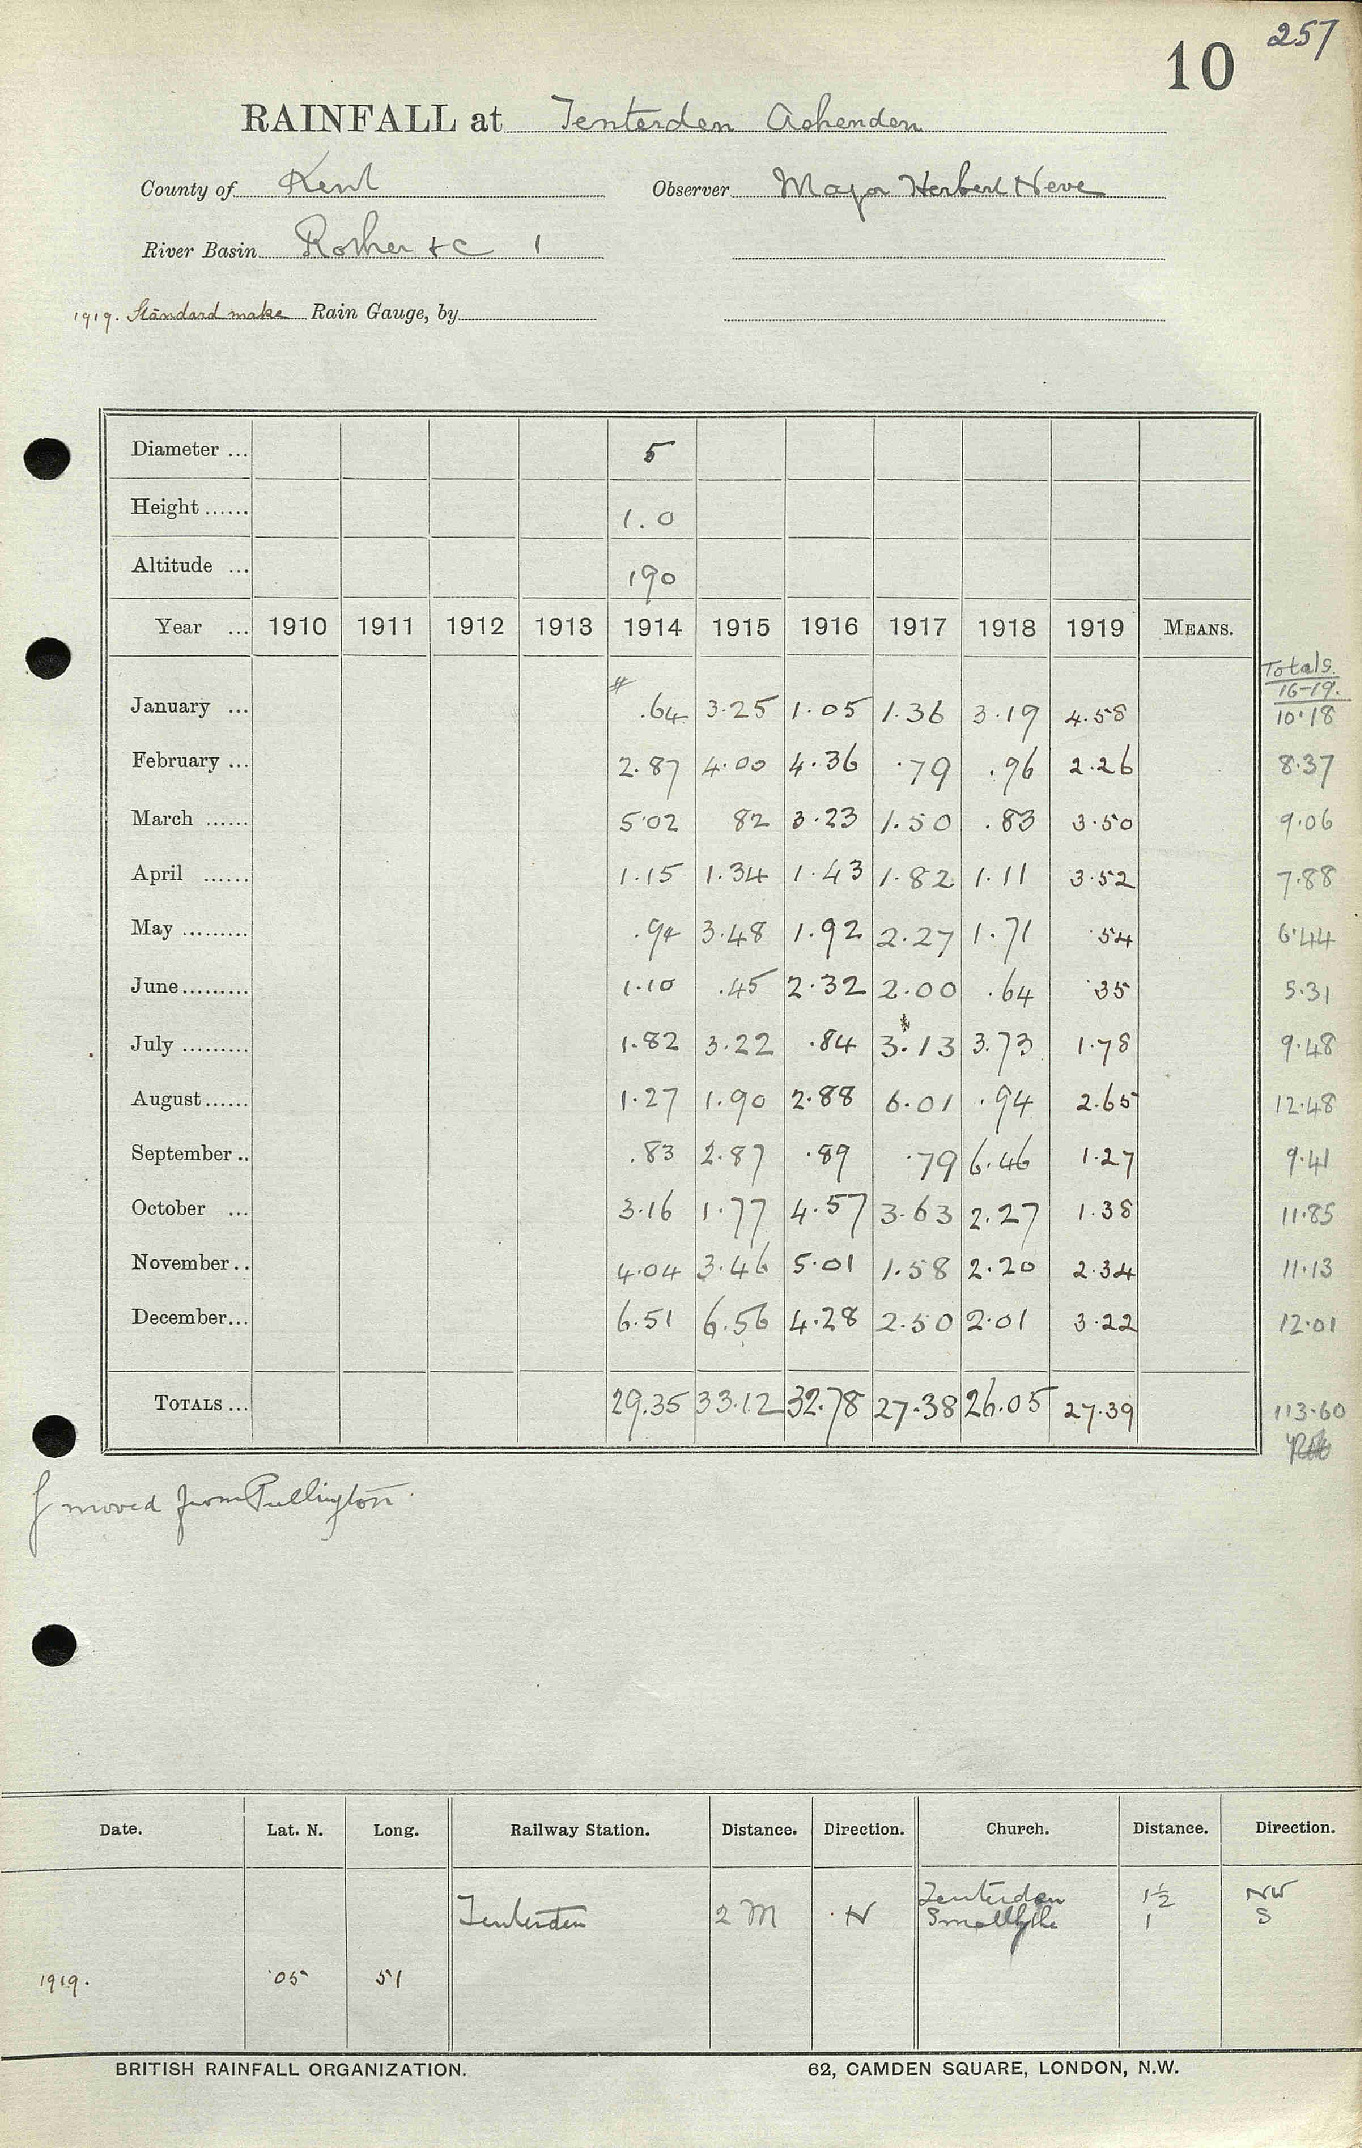 257
10
RAINFALL at Tenterden Ashenden
County of Kent Observer Major Herbert Neve
River Basin Rother & C 1
1919. Standard make Rain Gauge, by
Diameter ... 5
Height ...... 1.0
Altitude ... 190
Year ... 1910 1911 1912 1913 1914 1915 1916 1917 1918 1919 MEANS.
Totals.
16-19.
January ... # .64 3.25 1.05 1.36 3.19 4.58 10.18
February ... 2.87 4.00 4.36 .79 .96 2.26 8.37
March ...... 5.02 82 3.23 1.50 .83 3.50 9.06
April ...... 1.15 1.34 1.43 1.82 1.11 3.52 7.88
May ......... .94 3.48 1.92 2.27 1.71 .54 6.44
June ......... 1.10 .45 2.32 2.00 .64 .35 5.31
July ......... 1.82 3.22 .84 3.13 3.73 1.78 9.48
August ...... 1.27 1.90 2.88 6.01 .94 2.65 12.48
September .. .83 2.87 .89 .79 6.46 1.27 9.41
October ... 3.16 1.77 4.57 3.63 2.27 1.38 11.85
November .. 4.04 3.46 5.01 1.58 2.20 2.34 11.13
December ... 6.51 6.56 4.28 2.50 2.01 3.22 12.01
TOTALS ... 29.35 33.12 32.78 27.38 26.05 27.39 113.60
moved from Pullington.
Date. Lat. N. Long. Railway Station. Distance. Direction. Church. Distance. Direction.
Tenterden 2 M N Tenterden 1½ NW
Smallhythe 1 S
1919. .05 51
BRITISH RAINFALL ORGANIZATION. 62, CAMDEN SQUARE, LONDON, N.W.